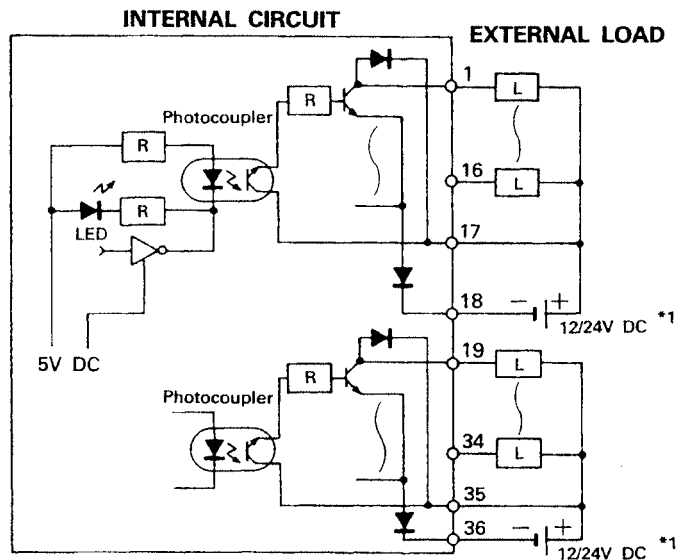 INTERNAL CIRCUIT
EXTERNAL LOAD
Photocoupler
R
1
L
R
16
L
LED
R
17
18
- +
12/24V DC *1
5V DC
19
L
Photocoupler
R
34
L
35
36
- +
12/24V DC *1